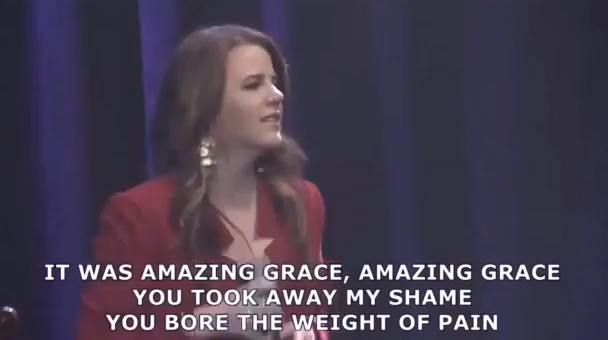 IT WAS AMAZING GRACE, AMAZING GRACE
YOU TOOK AWAY MY SHAME
YOU BORE THE WEIGHT OF PAIN